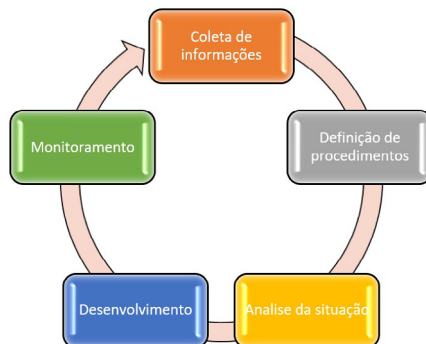 Coleta de
informações
Definição de
procedimentos
Analise da situação
Desenvolvimento
Monitoramento